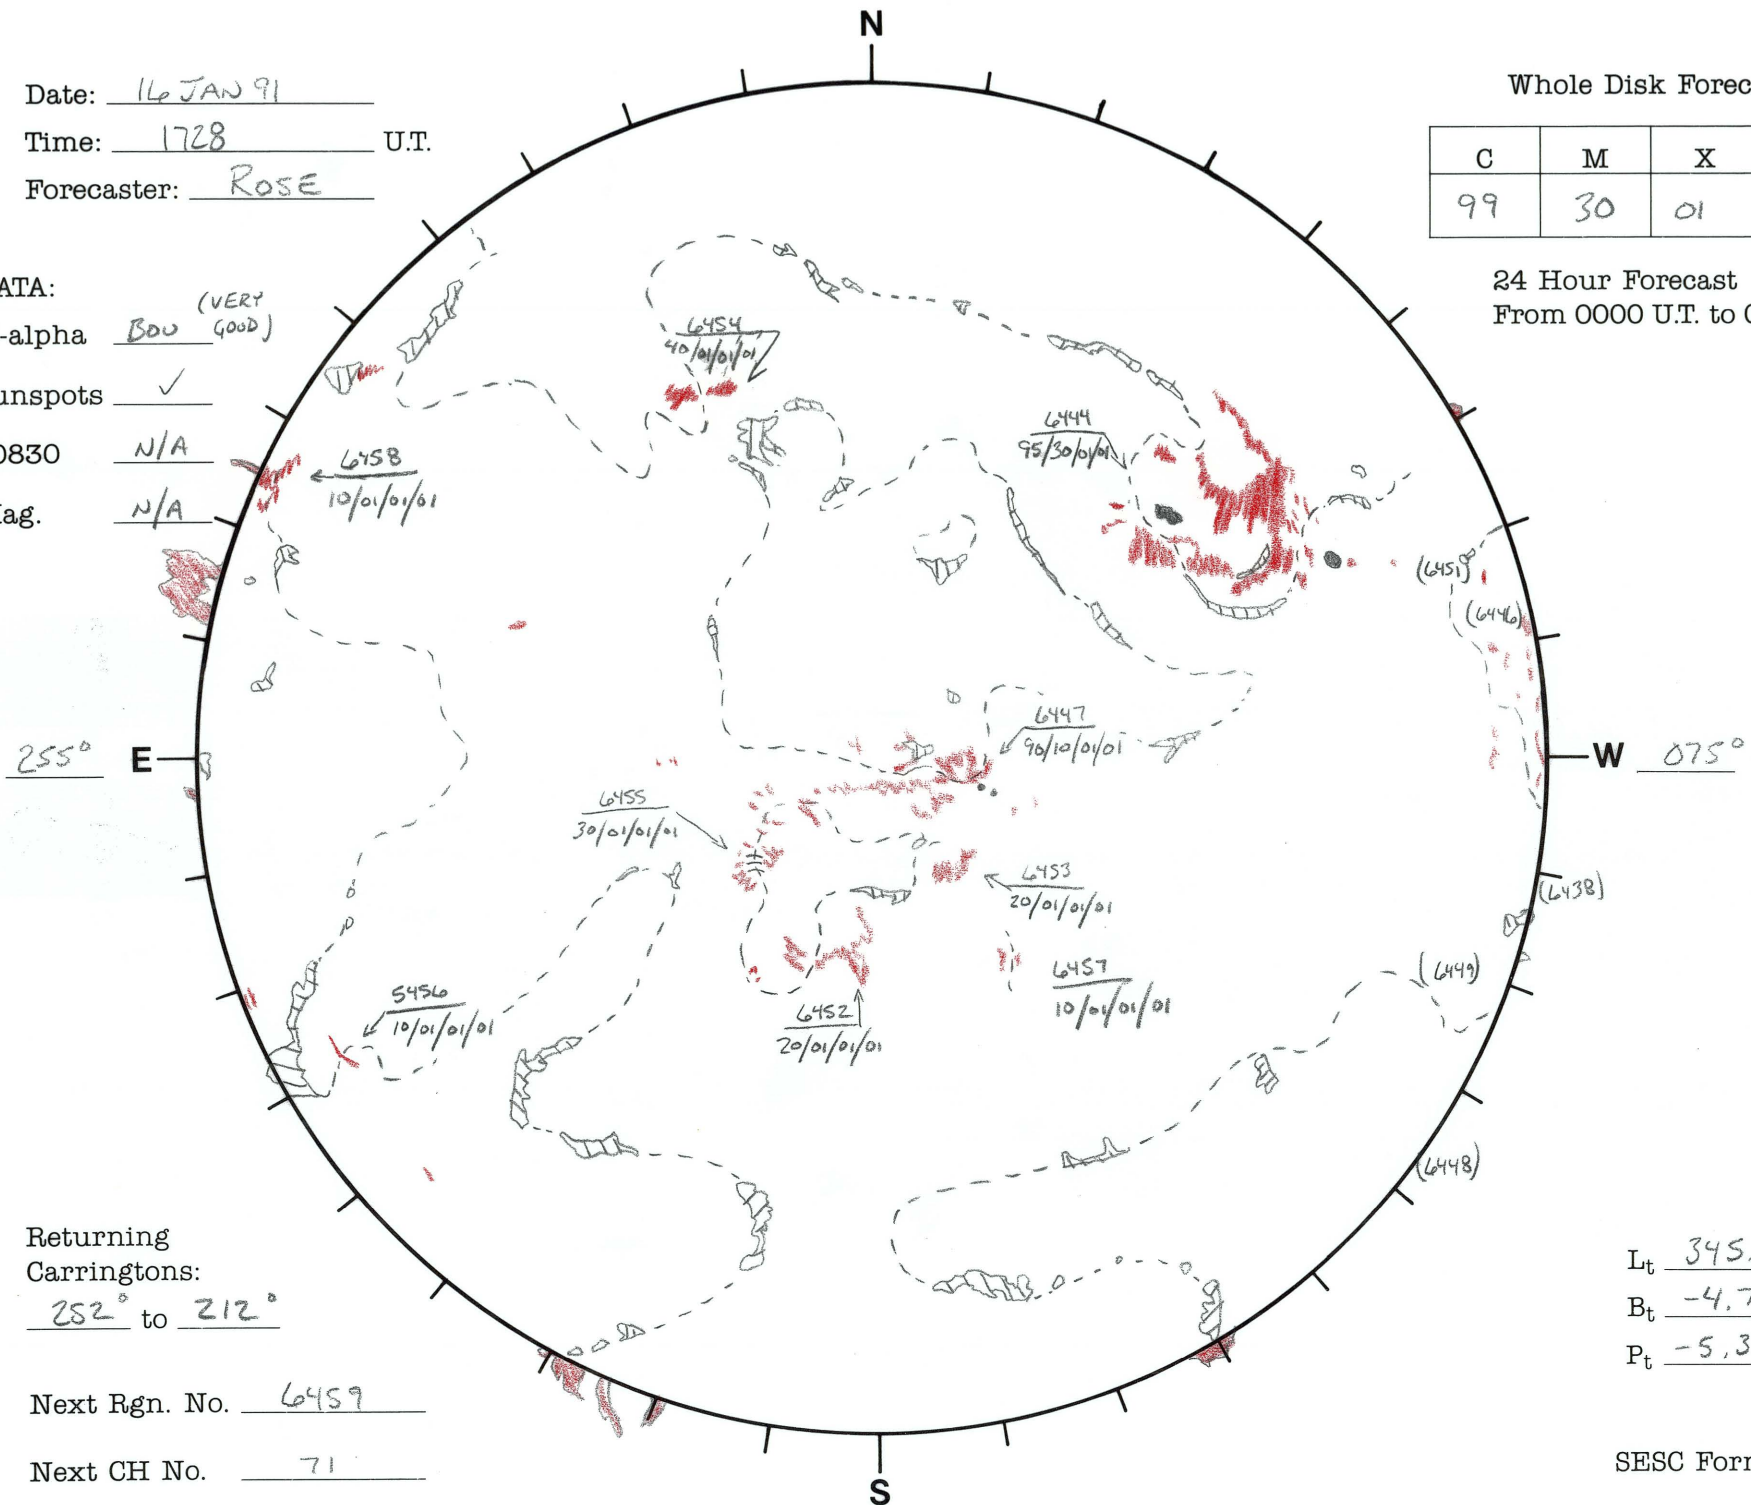 N
Date: 16 JAN 91
Time: 1728 U.T.
Forecaster: ROSE
Whole Disk Forec
C M X
99 30 01
24 Hour Forecast
From 0000 U.T. to 0
ATA:
-alpha BOU (VERY GOOD)
unspots ✓
0830 N/A
Mag. N/A
6454
40/01/01/01
6444
95/30/01/01
6458
10/01/01/01
(6451)
(6446)
6447
90/10/01/01
255° E
W 075°
6455
30/01/01/01
6453
20/01/01/01
(6438)
6457
10/01/01/01
(6449)
5456
10/01/01/01
6452
20/01/01/01
(6448)
Returning
Carringtons:
252° to 212°
Next Rgn. No. 6459
Next CH No. 71
Lt 345.
Bt -4.7
Pt -5.3
SESC Form
S